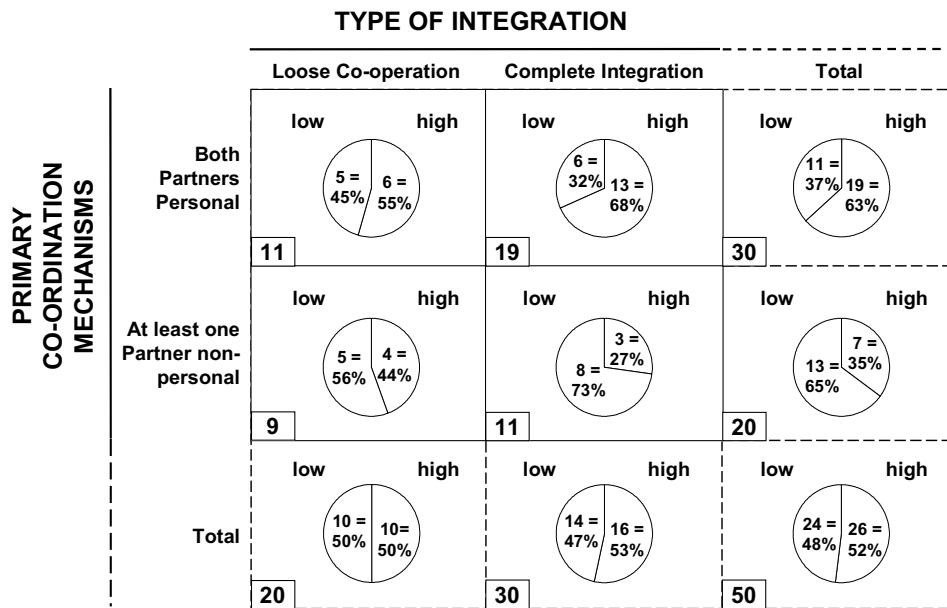 TYPE OF INTEGRATION
Loose Co-operation
Complete Integration
Total
PRIMARY
CO-ORDINATION
MECHANISMS
Both
Partners
Personal
low high
5 =
45%
6 =
55%
11
low high
6 =
32%
13 =
68%
19
low high
11 =
37%
19 =
63%
30
At least one
Partner non-
personal
low high
5 =
56%
4 =
44%
9
low high
8 =
73%
3 =
27%
11
low high
13 =
65%
7 =
35%
20
Total
low high
10 =
50%
10=
50%
20
low high
14 =
47%
16 =
53%
30
low high
24 =
48%
26 =
52%
50